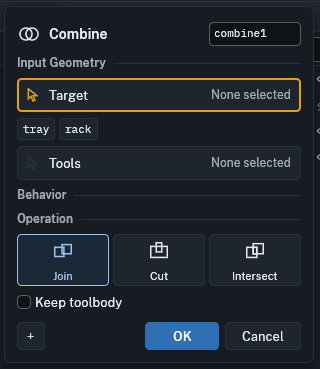 Combine combine1
Input Geometry
Target None selected
tray rack
Tools None selected
Behavior
Operation
Join Cut Intersect
Keep toolbody
+ OK Cancel